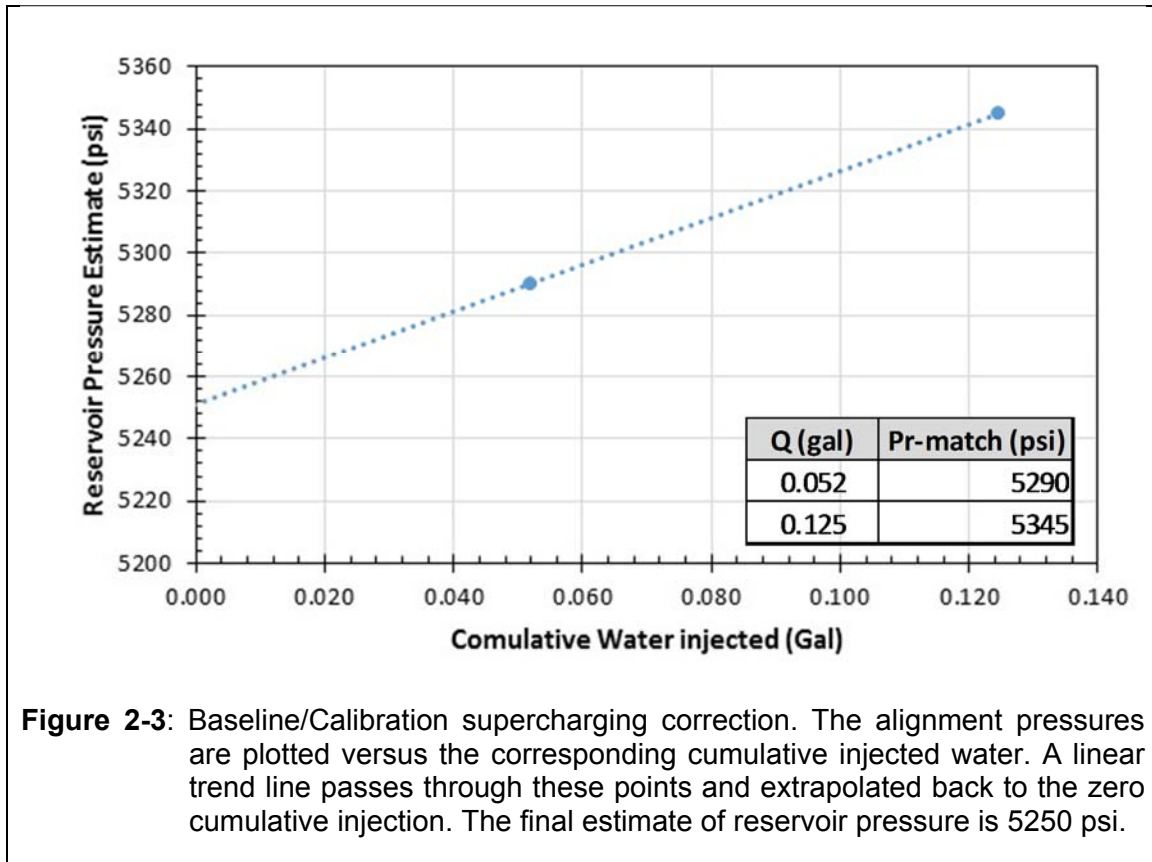 5360
5340
5320
5300
5280
5260
5240
5220
5200
Reservoir Pressure Estimate (psi)
Q (gal) Pr-match (psi)
0.052 5290
0.125 5345
0.000 0.020 0.040 0.060 0.080 0.100 0.120 0.140
Comulative Water injected (Gal)
Figure 2-3: Baseline/Calibration supercharging correction. The alignment pressures
are plotted versus the corresponding cumulative injected water. A linear
trend line passes through these points and extrapolated back to the zero
cumulative injection. The final estimate of reservoir pressure is 5250 psi.